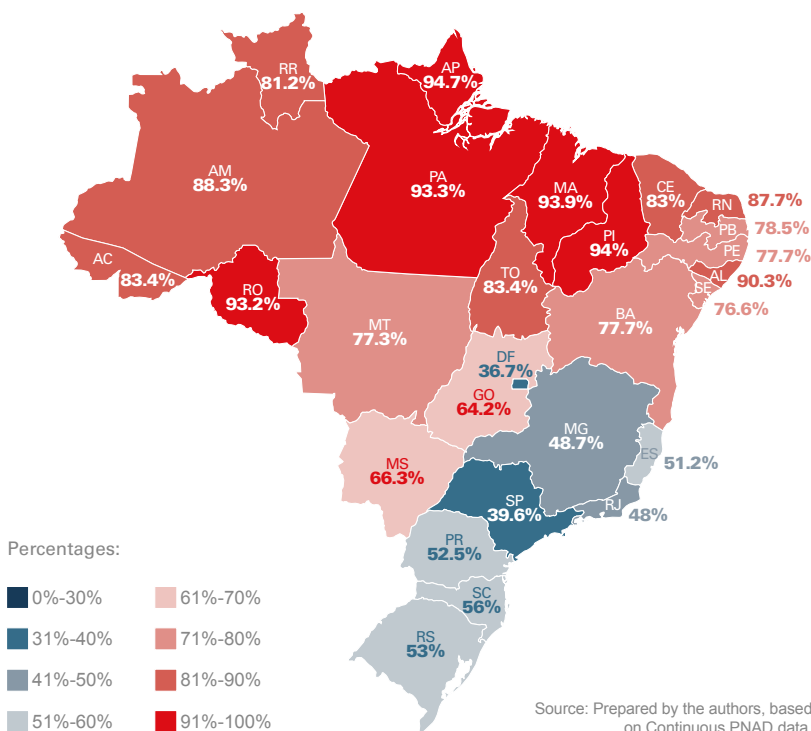 RR
81.2%
AP
94.7%
AM
88.3%
PA
93.3%
MA
93.9%
CE
83%
RN
87.7%
PB
78.5%
PI
94%
PE
77.7%
AC
83.4%
RO
93.2%
TO
83.4%
AL
90.3%
SE
76.6%
MT
77.3%
BA
77.7%
DF
36.7%
GO
64.2%
MG
48.7%
ES
51.2%
MS
66.3%
SP
39.6%
RJ
48%
PR
52.5%
SC
56%
RS
53%
Percentages:
0%-30%
31%-40%
41%-50%
51%-60%
61%-70%
71%-80%
81%-90%
91%-100%
Source: Prepared by the authors, based
on Continuous PNAD data.